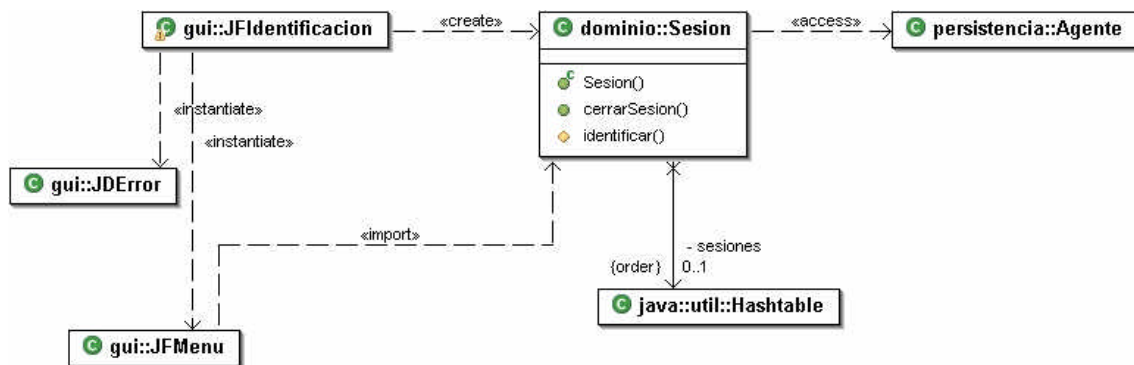 gui::JFIdentificacion
«create»
dominio::Sesion
«access»
persistencia::Agente
Sesion()
cerrarSesion()
identificar()
«instantiate»
«instantiate»
gui::JDError
«import»
- sesiones
{order} 0..1
java::util::Hashtable
gui::JFMenu